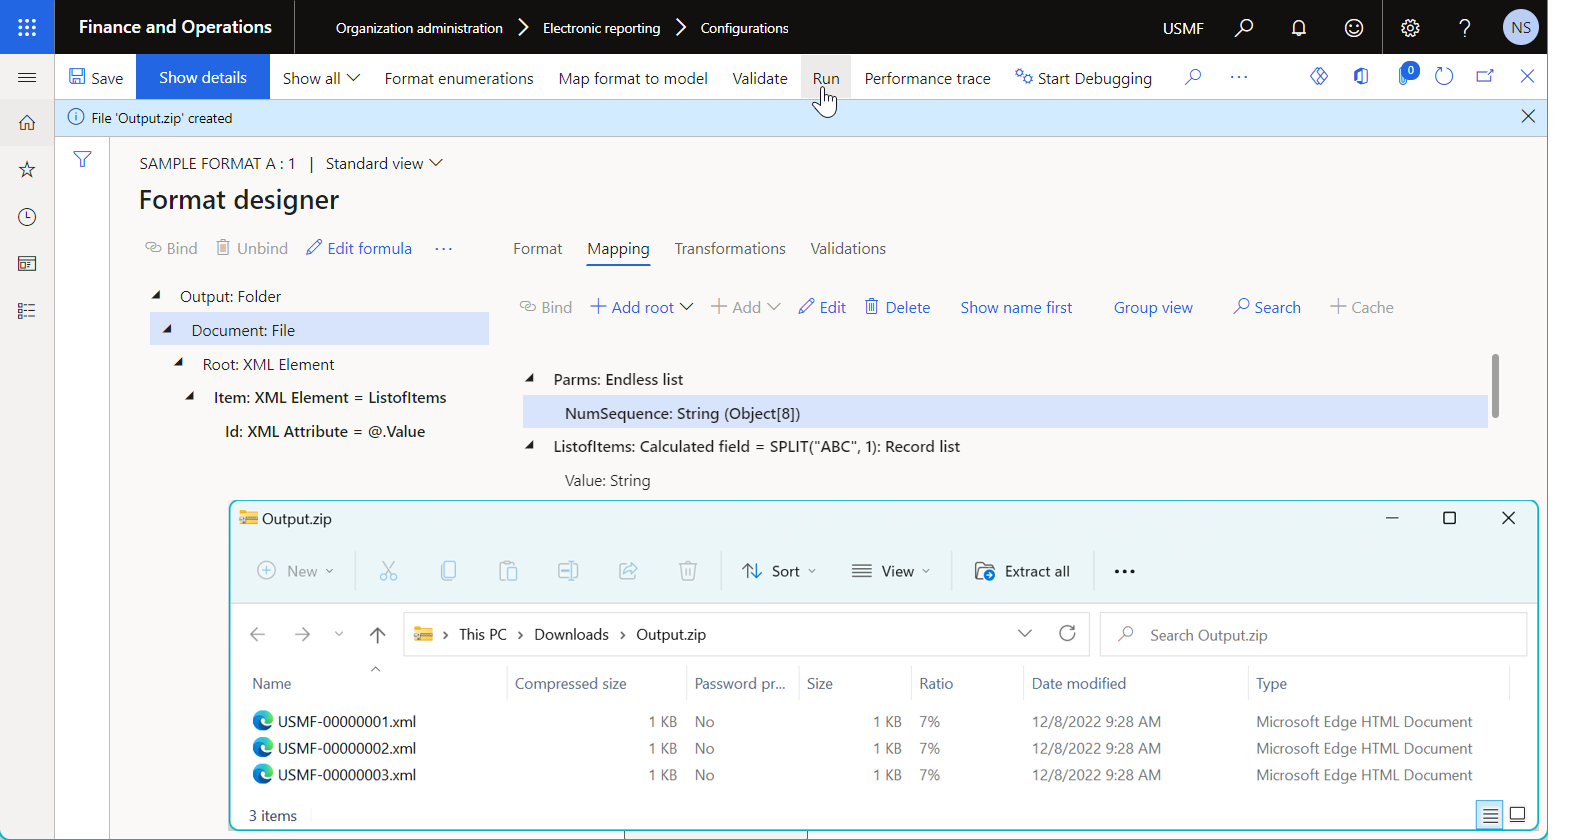 Finance and Operations
Organization administration
Electronic reporting
Configurations
USMF
?
NS
Save
Show details
Show all
Format enumerations
Map format to model
Validate
Run
Performance trace
Start Debugging
...
0
File 'Output.zip' created
SAMPLE FORMAT A : 1 | Standard view
Format designer
Bind
Unbind
Edit formula
...
Format
Mapping
Transformations
Validations
Output: Folder
Document: File
Root: XML Element
Item: XML Element = ListofItems
Id: XML Attribute = @.Value
Bind
Add root
Add
Edit
Delete
Show name first
Group view
Search
Cache
Parms: Endless list
NumSequence: String (Object[8])
ListofItems: Calculated field = SPLIT("ABC", 1): Record list
Value: String
Output.zip
New
Sort
View
Extract all
...
This PC > Downloads > Output.zip
Search Output.zip
Name Compressed size Password pr... Size Ratio Date modified Type
USMF-00000001.xml 1 KB No 1 KB 7% 12/8/2022 9:28 AM Microsoft Edge HTML Document
USMF-00000002.xml 1 KB No 1 KB 7% 12/8/2022 9:28 AM Microsoft Edge HTML Document
USMF-00000003.xml 1 KB No 1 KB 7% 12/8/2022 9:28 AM Microsoft Edge HTML Document
3 items